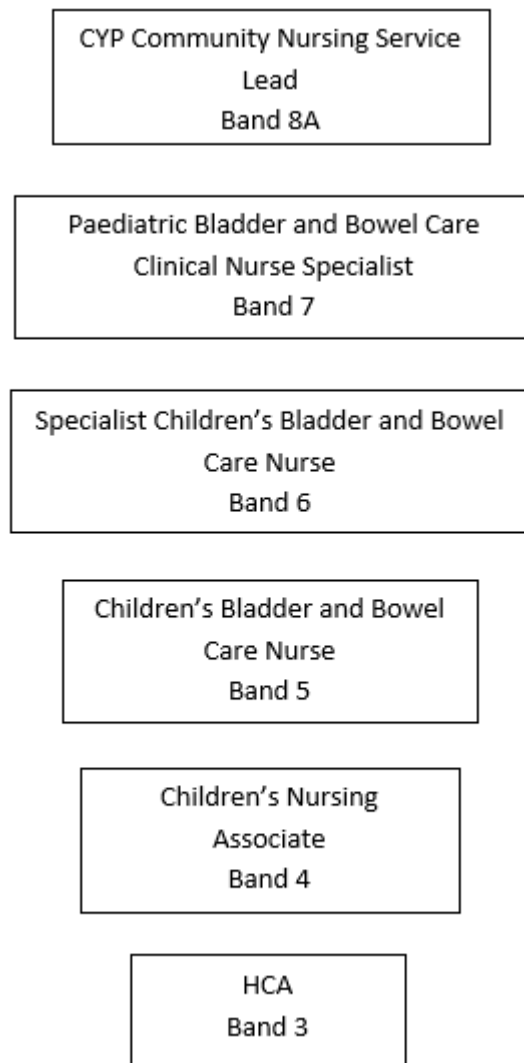 CYP Community Nursing Service
Lead
Band 8A
Paediatric Bladder and Bowel Care
Clinical Nurse Specialist
Band 7
Specialist Children’s Bladder and Bowel
Care Nurse
Band 6
Children’s Bladder and Bowel
Care Nurse
Band 5
Children’s Nursing
Associate
Band 4
HCA
Band 3